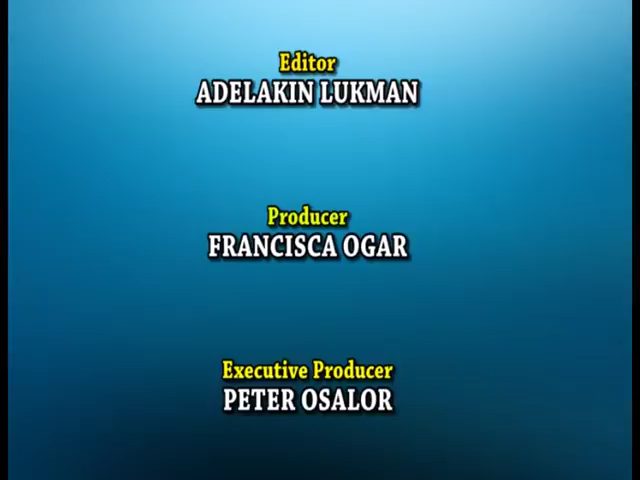 Editor
ADELAKIN LUKMAN
Producer
FRANCISCA OGAR
Executive Producer
PETER OSALOR